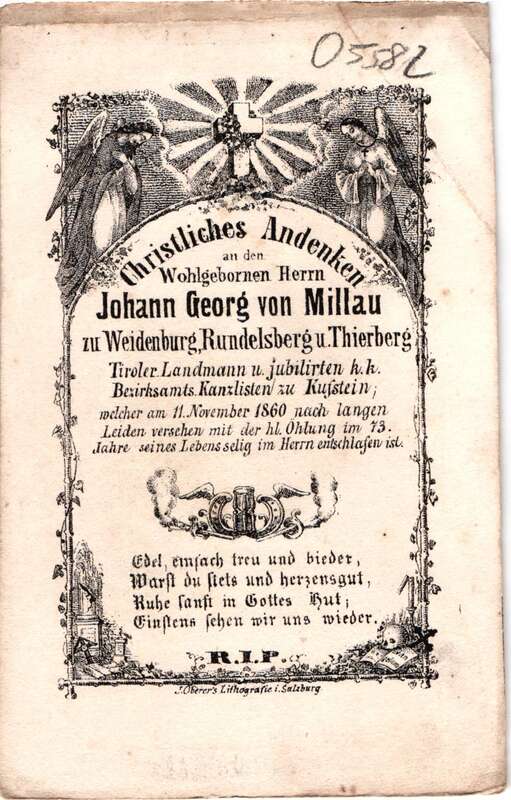 05582
Christliches Andenken
an den
Wohlgebornen Herrn
Johann Georg von Millau
zu Weidenburg, Rundelsberg u. Thierberg
Tiroler Landmann u. jubilirten k. k.
Bezirksamts Kanzlisten zu Kufstein;
welcher am 11. November 1860 nach langen
Leiden versehen mit der hl. Öhlung im 73.
Jahre seines Lebens selig im Herrn entschlafen ist.
Edel, einfach treu und bieder,
Warst du stets und herzensgut,
Ruhe sanft in Gottes Hut;
Einstens sehen wir uns wieder.
R.I.P.
J. Oberer's Lithografie i. Salzburg